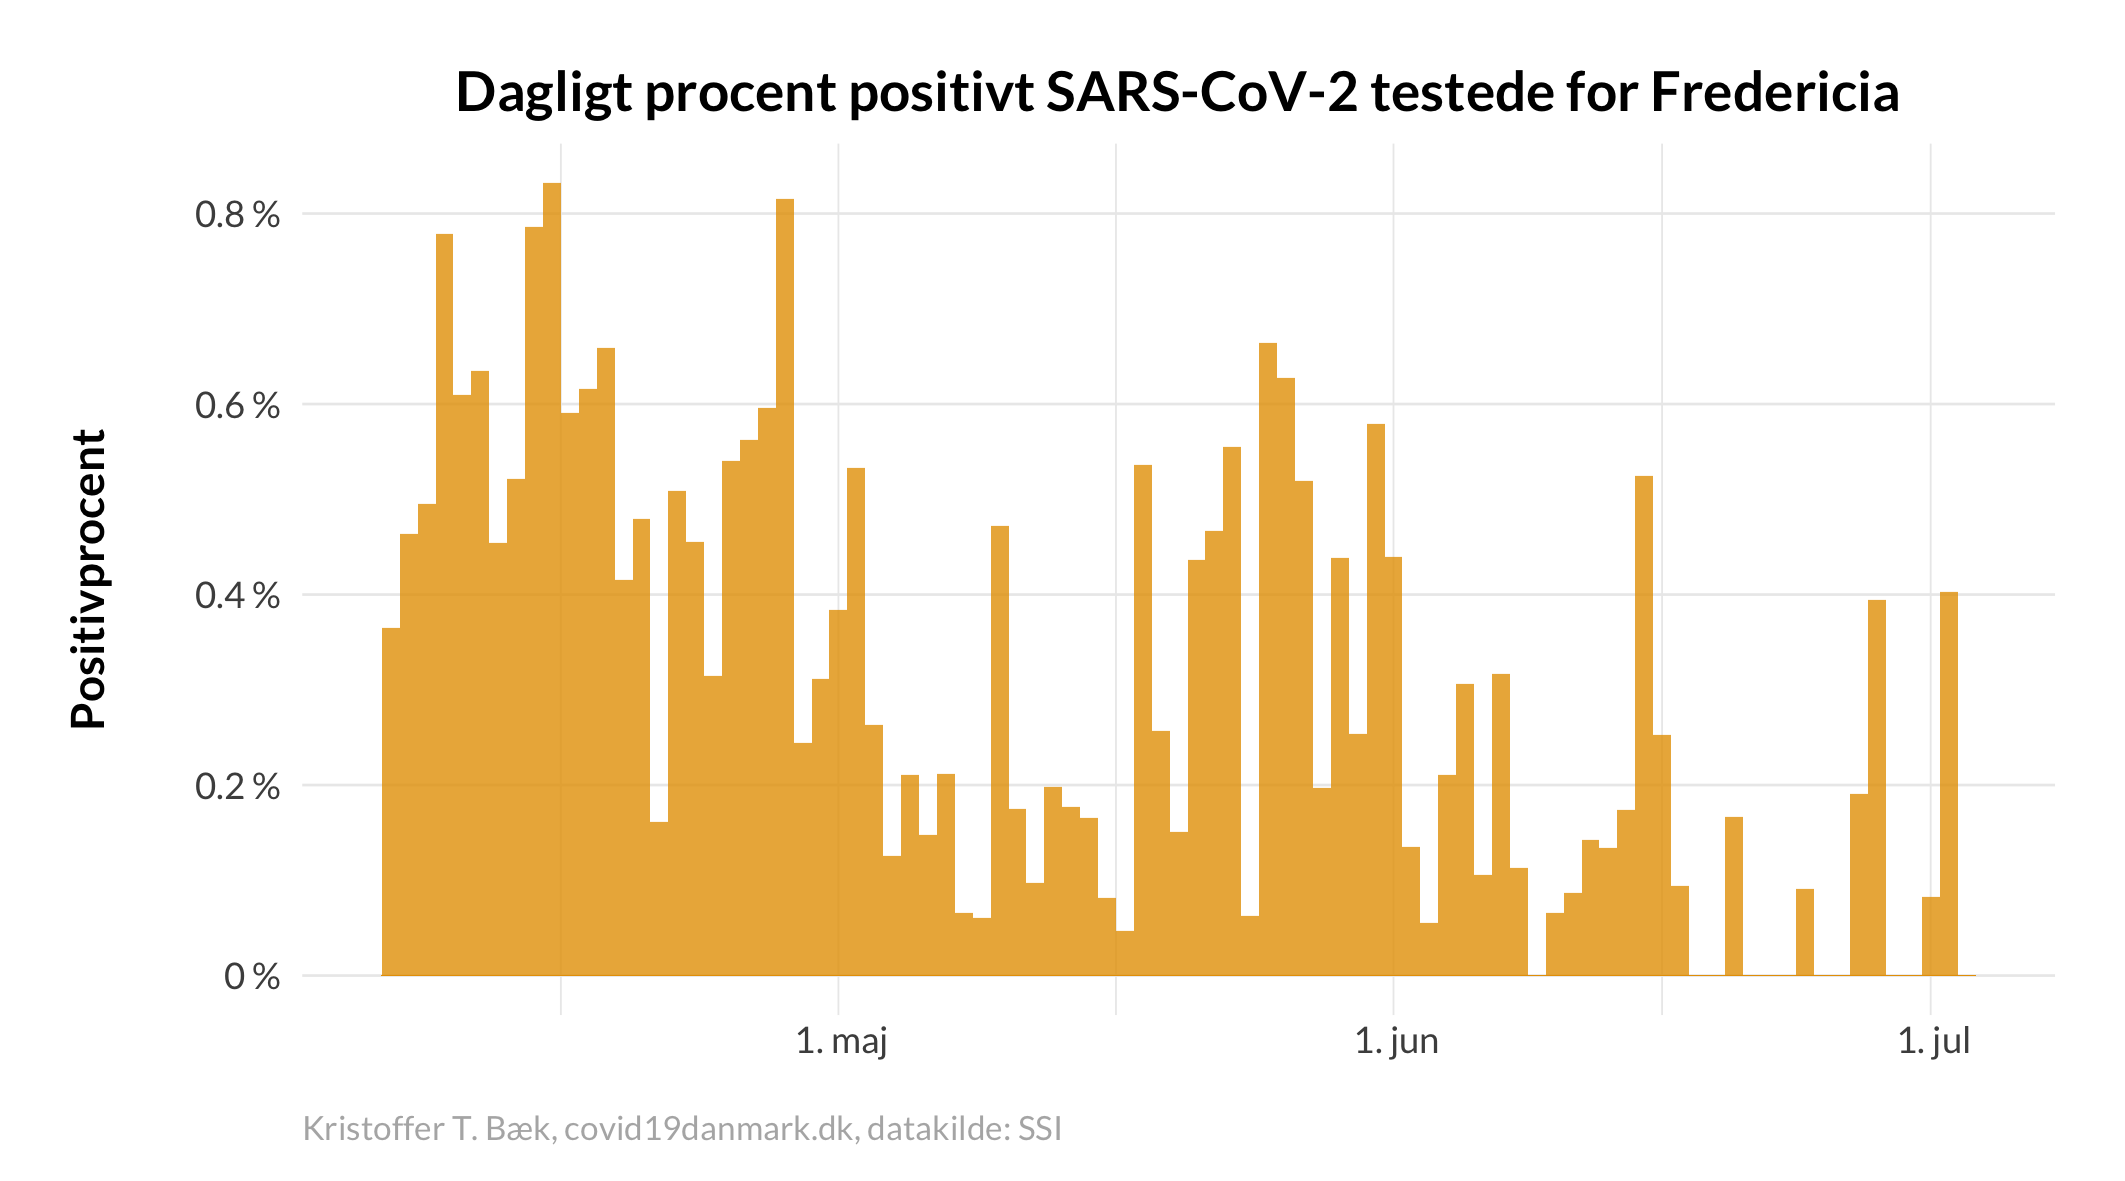 Dagligt procent positivt SARS-CoV-2 testede for Fredericia
Positivprocent
0.8 %
0.6 %
0.4 %
0.2 %
0 %
1. maj
1. jun
1. jul
Kristoffer T. Bæk, covid19danmark.dk, datakilde: SSI